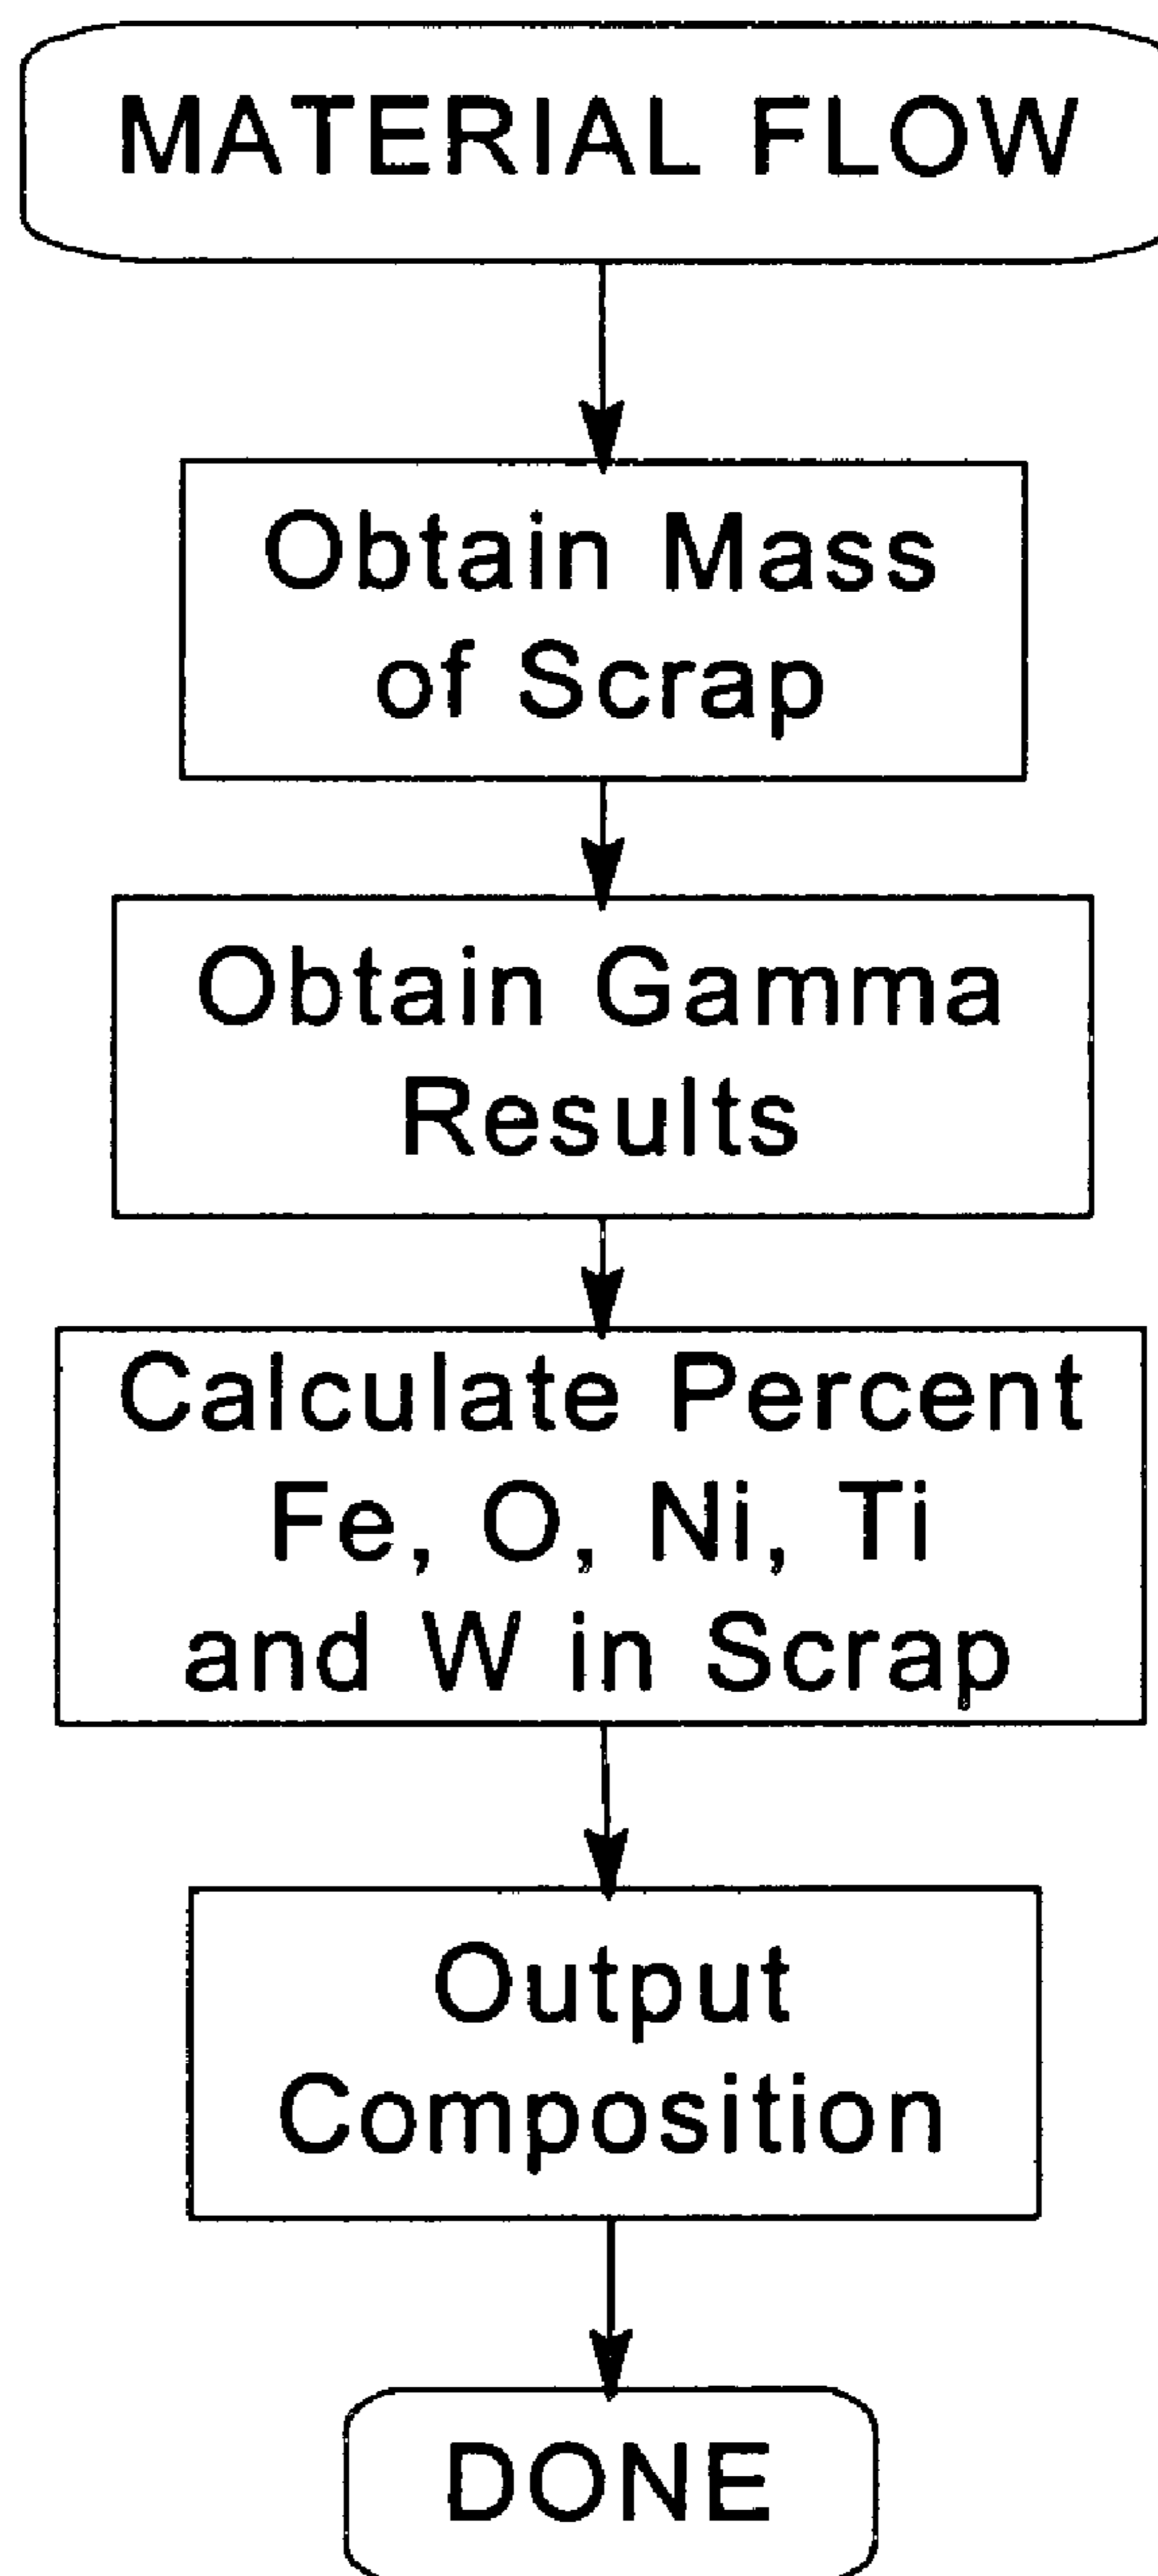 MATERIAL FLOW
Obtain Mass
of Scrap
Obtain Gamma
Results
Calculate Percent
Fe, O, Ni, Ti
and W in Scrap
Output
Composition
DONE